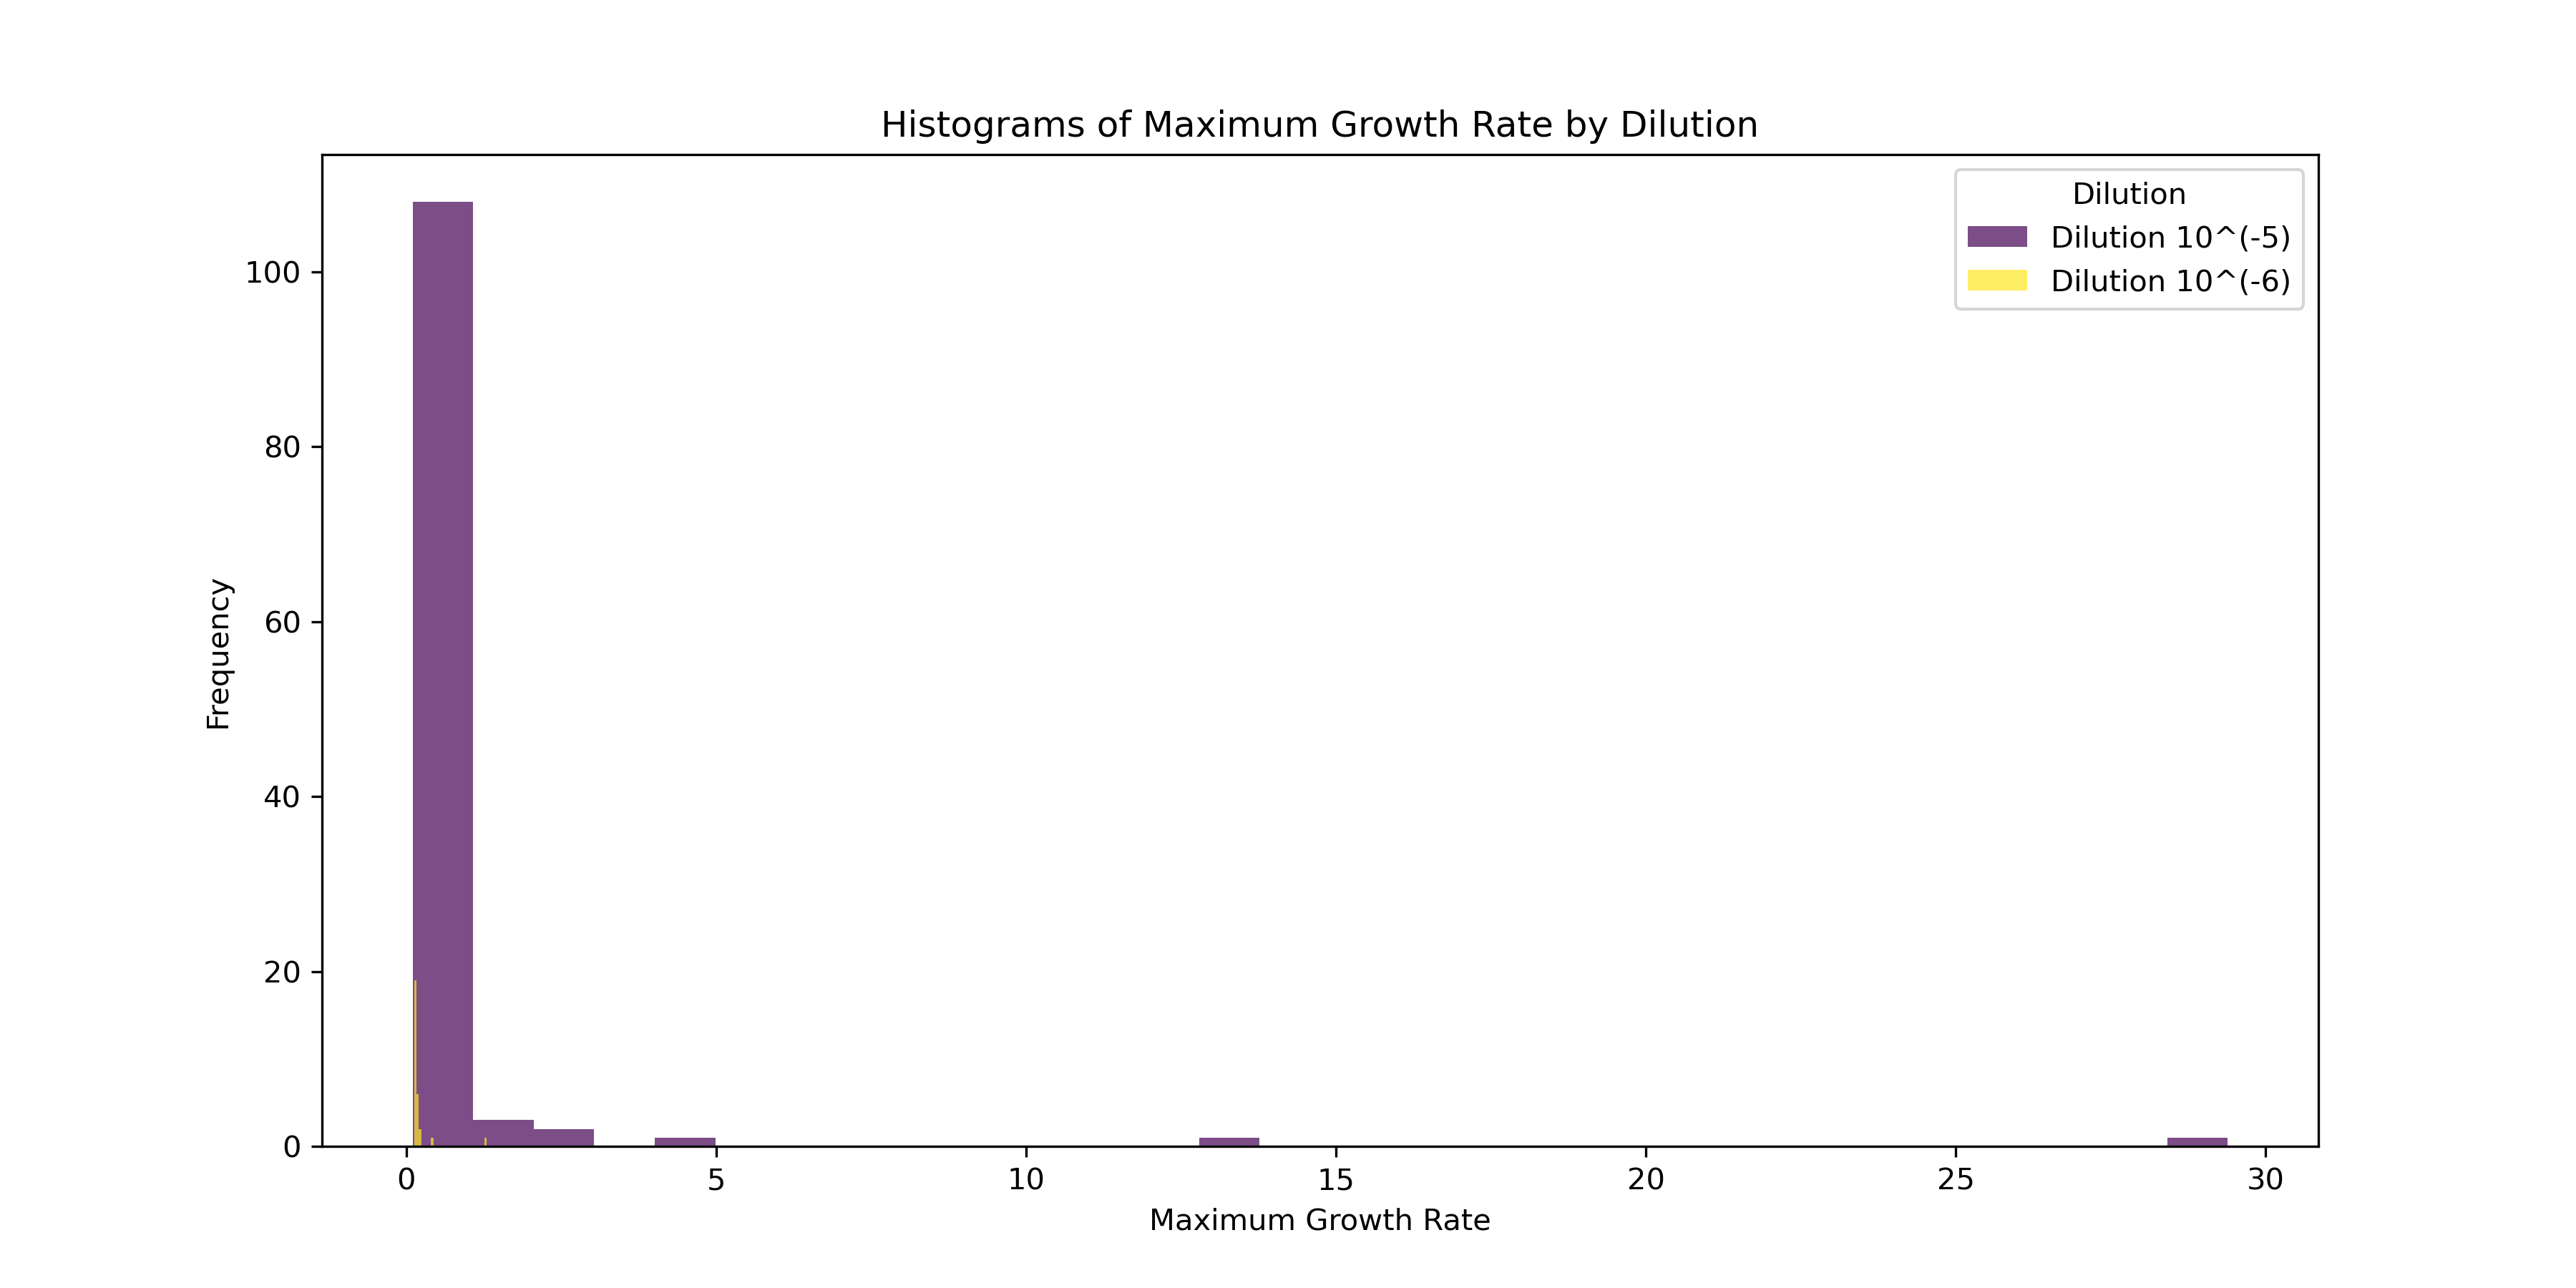 Histograms of Maximum Growth Rate by Dilution
Dilution
Dilution 10^(-5)
Dilution 10^(-6)
100
80
60
40
20
0
Frequency
0 5 10 15 20 25 30
Maximum Growth Rate